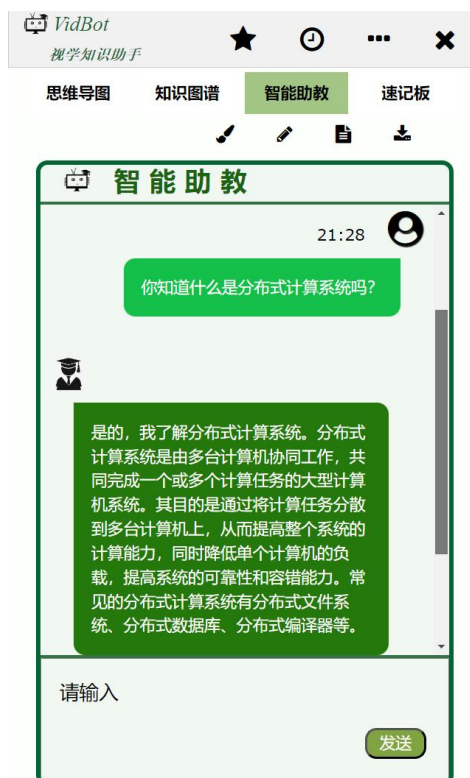 VidBot
视学知识助手
思维导图 知识图谱 智能助教 速记板
智能助教
21:28
你知道什么是分布式计算系统吗?
是的，我了解分布式计算系统。分布式
计算系统是由多台计算机协同工作，共
同完成一个或多个计算任务的大型计算
机系统。其目的是通过将计算任务分散
到多台计算机上，从而提高整个系统的
计算能力，同时降低单个计算机的负
载，提高系统的可靠性和容错能力。常
见的分布式计算系统有分布式文件系
统、分布式数据库、分布式编译器等。
请输入
发送